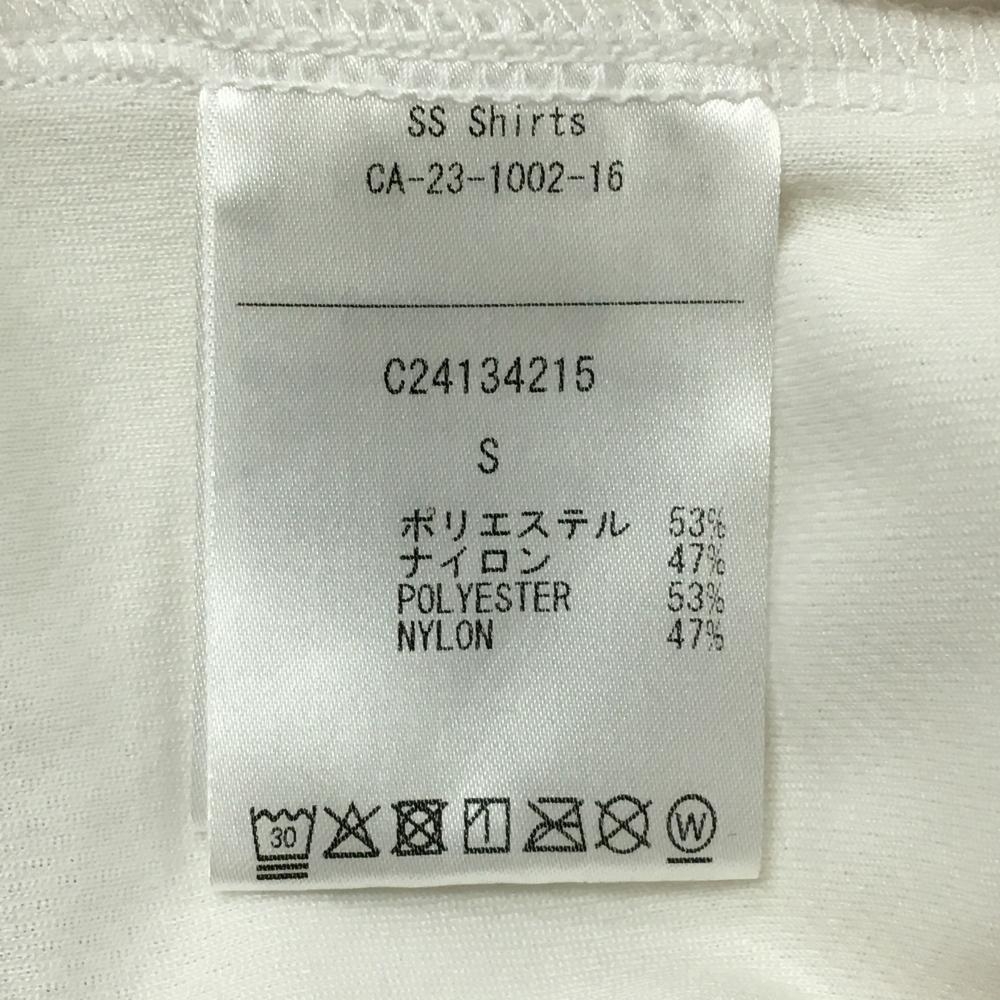 SS Shirts
CA-23-1002-16
C24134215
S
ポリエステル 53%
ナイロン 47%
POLYESTER 53%
NYLON 47%
30
W